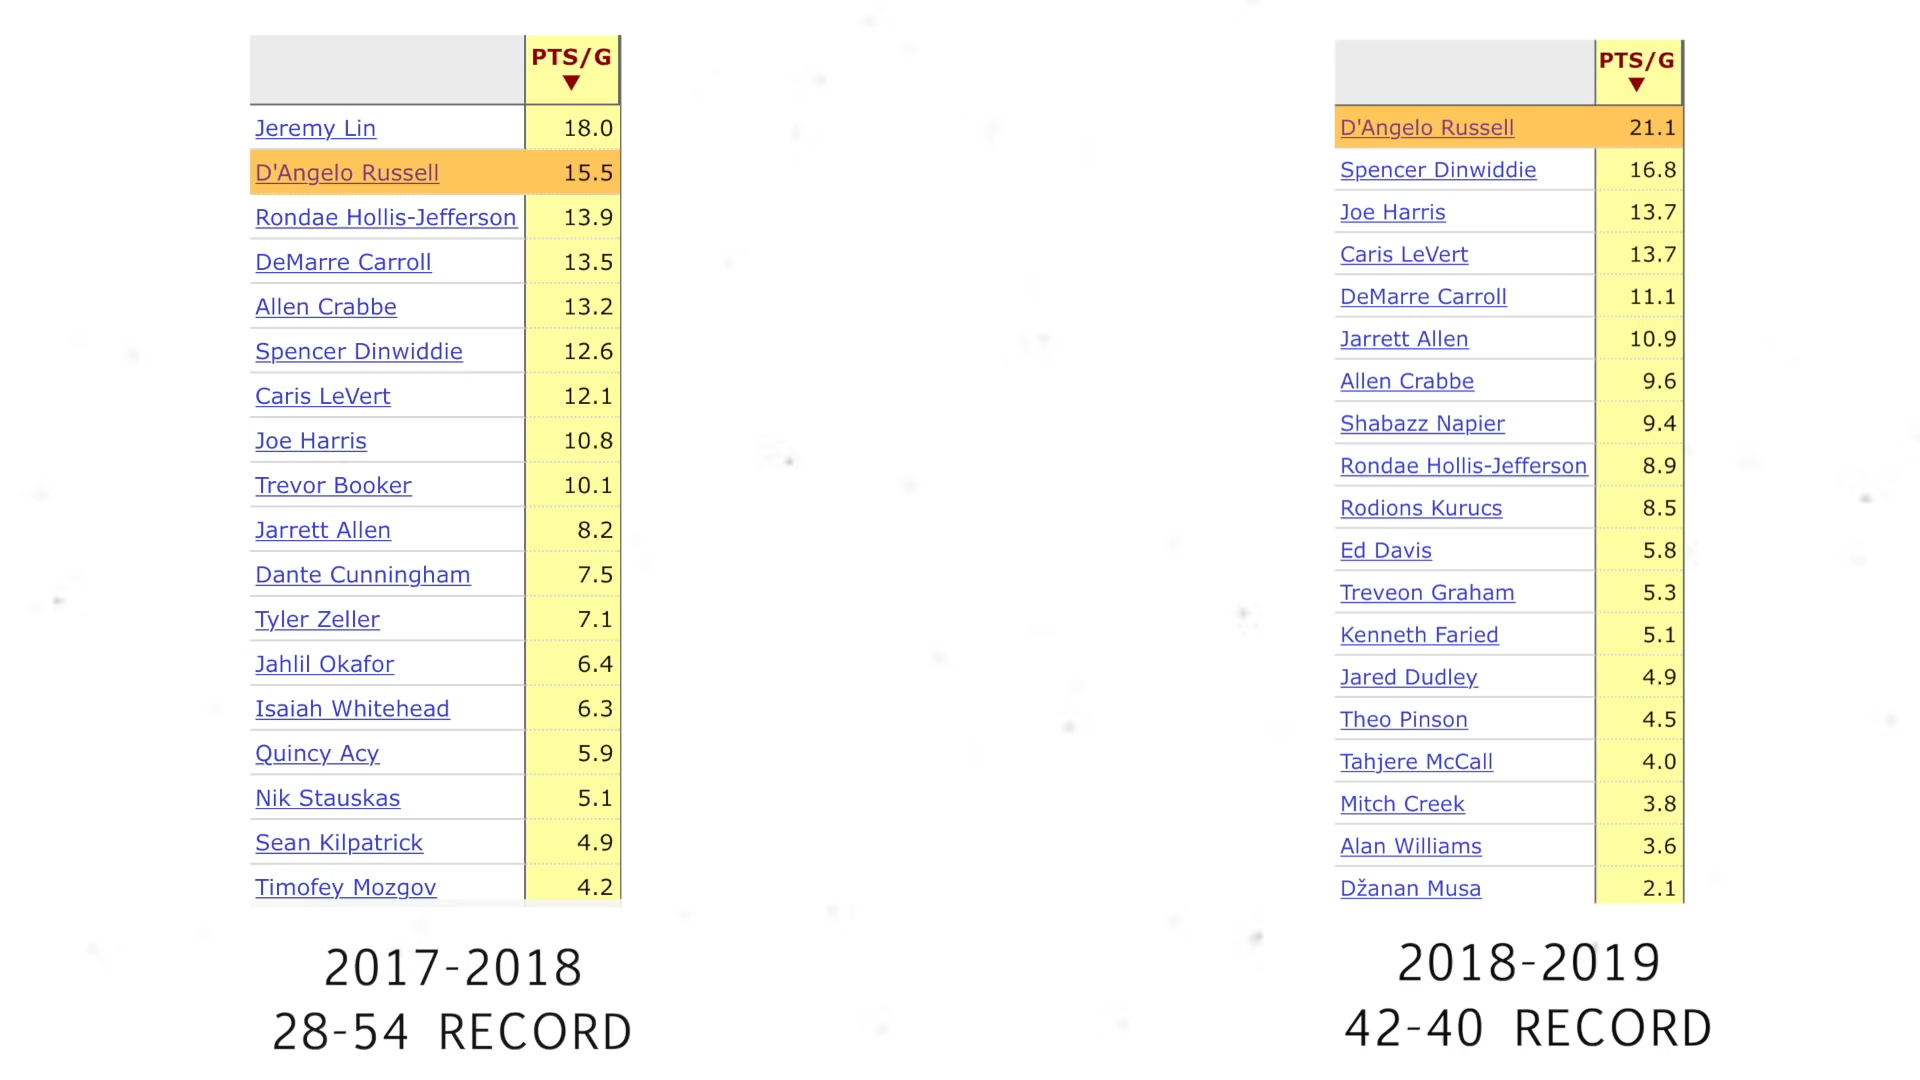 PTS/G
▼
Jeremy Lin 18.0
D'Angelo Russell 15.5
Rondae Hollis-Jefferson 13.9
DeMarre Carroll 13.5
Allen Crabbe 13.2
Spencer Dinwiddie 12.6
Caris LeVert 12.1
Joe Harris 10.8
Trevor Booker 10.1
Jarrett Allen 8.2
Dante Cunningham 7.5
Tyler Zeller 7.1
Jahlil Okafor 6.4
Isaiah Whitehead 6.3
Quincy Acy 5.9
Nik Stauskas 5.1
Sean Kilpatrick 4.9
Timofey Mozgov 4.2
2017-2018
28-54 RECORD
PTS/G
▼
D'Angelo Russell 21.1
Spencer Dinwiddie 16.8
Joe Harris 13.7
Caris LeVert 13.7
DeMarre Carroll 11.1
Jarrett Allen 10.9
Allen Crabbe 9.6
Shabazz Napier 9.4
Rondae Hollis-Jefferson 8.9
Rodions Kurucs 8.5
Ed Davis 5.8
Treveon Graham 5.3
Kenneth Faried 5.1
Jared Dudley 4.9
Theo Pinson 4.5
Tahjere McCall 4.0
Mitch Creek 3.8
Alan Williams 3.6
Džanan Musa 2.1
2018-2019
42-40 RECORD